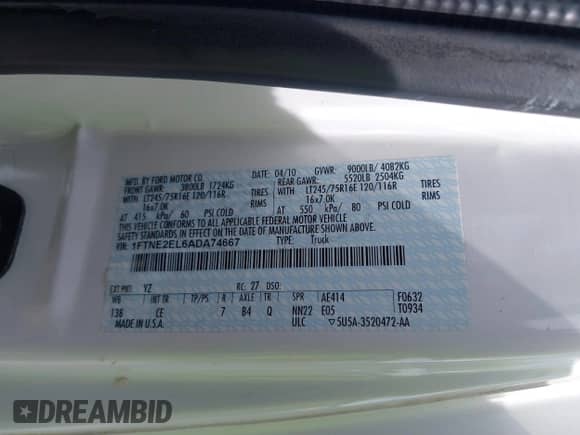 MFD. BY FORD MOTOR CO. DATE: 04/10 GVWR: 9000LB/ 4082KG
FRONT GAWR: 3800LB 1724KG REAR GAWR: 5520LB 2504KG
LT245/75R16E 120/116R TIRES LT245/75R16E 120/116R TIRES
16x7.0K RIMS 16x7.0K RIMS
AT 415 kPa/ 60 PSI COLD AT 550 kPa/ 80 PSI COLD
THIS VEHICLE CONFORMS TO ALL APPLICABLE FEDERAL MOTOR VEHICLE
SAFETY STANDARDS IN EFFECT ON THE DATE OF MANUFACTURE SHOWN ABOVE.
VIN: 1FTNE2EL6ADA74667 TYPE: Truck
EXT PNT: YZ RC: 27 DSO:
WB INT TR TP/PS R AXLE TR SPR AE414 F0632
138 CE 7 B4 Q NN22 E05 T0934
MADE IN U.S.A. ULC ▽5U5A-3520472-AA
DREAMBID